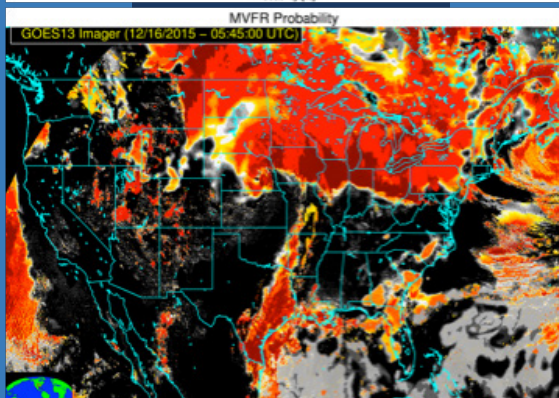 MVFR Probability
GOES13 Imager (12/16/2015 – 05:45:00 UTC)